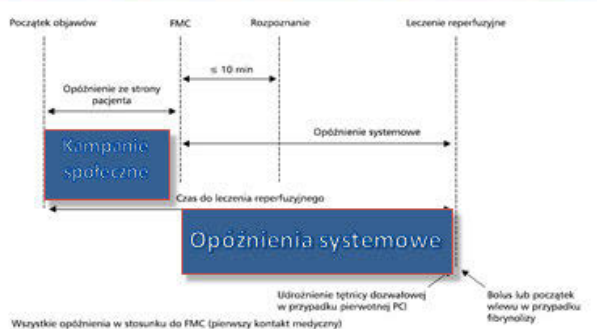 Początek objawów FMC Rozpoznanie Leczenie reperfuzyjne
≤ 10 min
Opóźnienie ze strony
pacjenta
Opóźnienie systemowe
Kampanie
społeczne
Czas do leczenia reperfuzyjnego
Opóźnienia systemowe
Udrożnienie tętnicy dozwałowej
w przypadku pierwotnej PCI
Bolus lub początek
wlewu w przypadku
fibrynolizy
Wszystkie opóźnienia w stosunku do FMC (pierwszy kontakt medyczny)